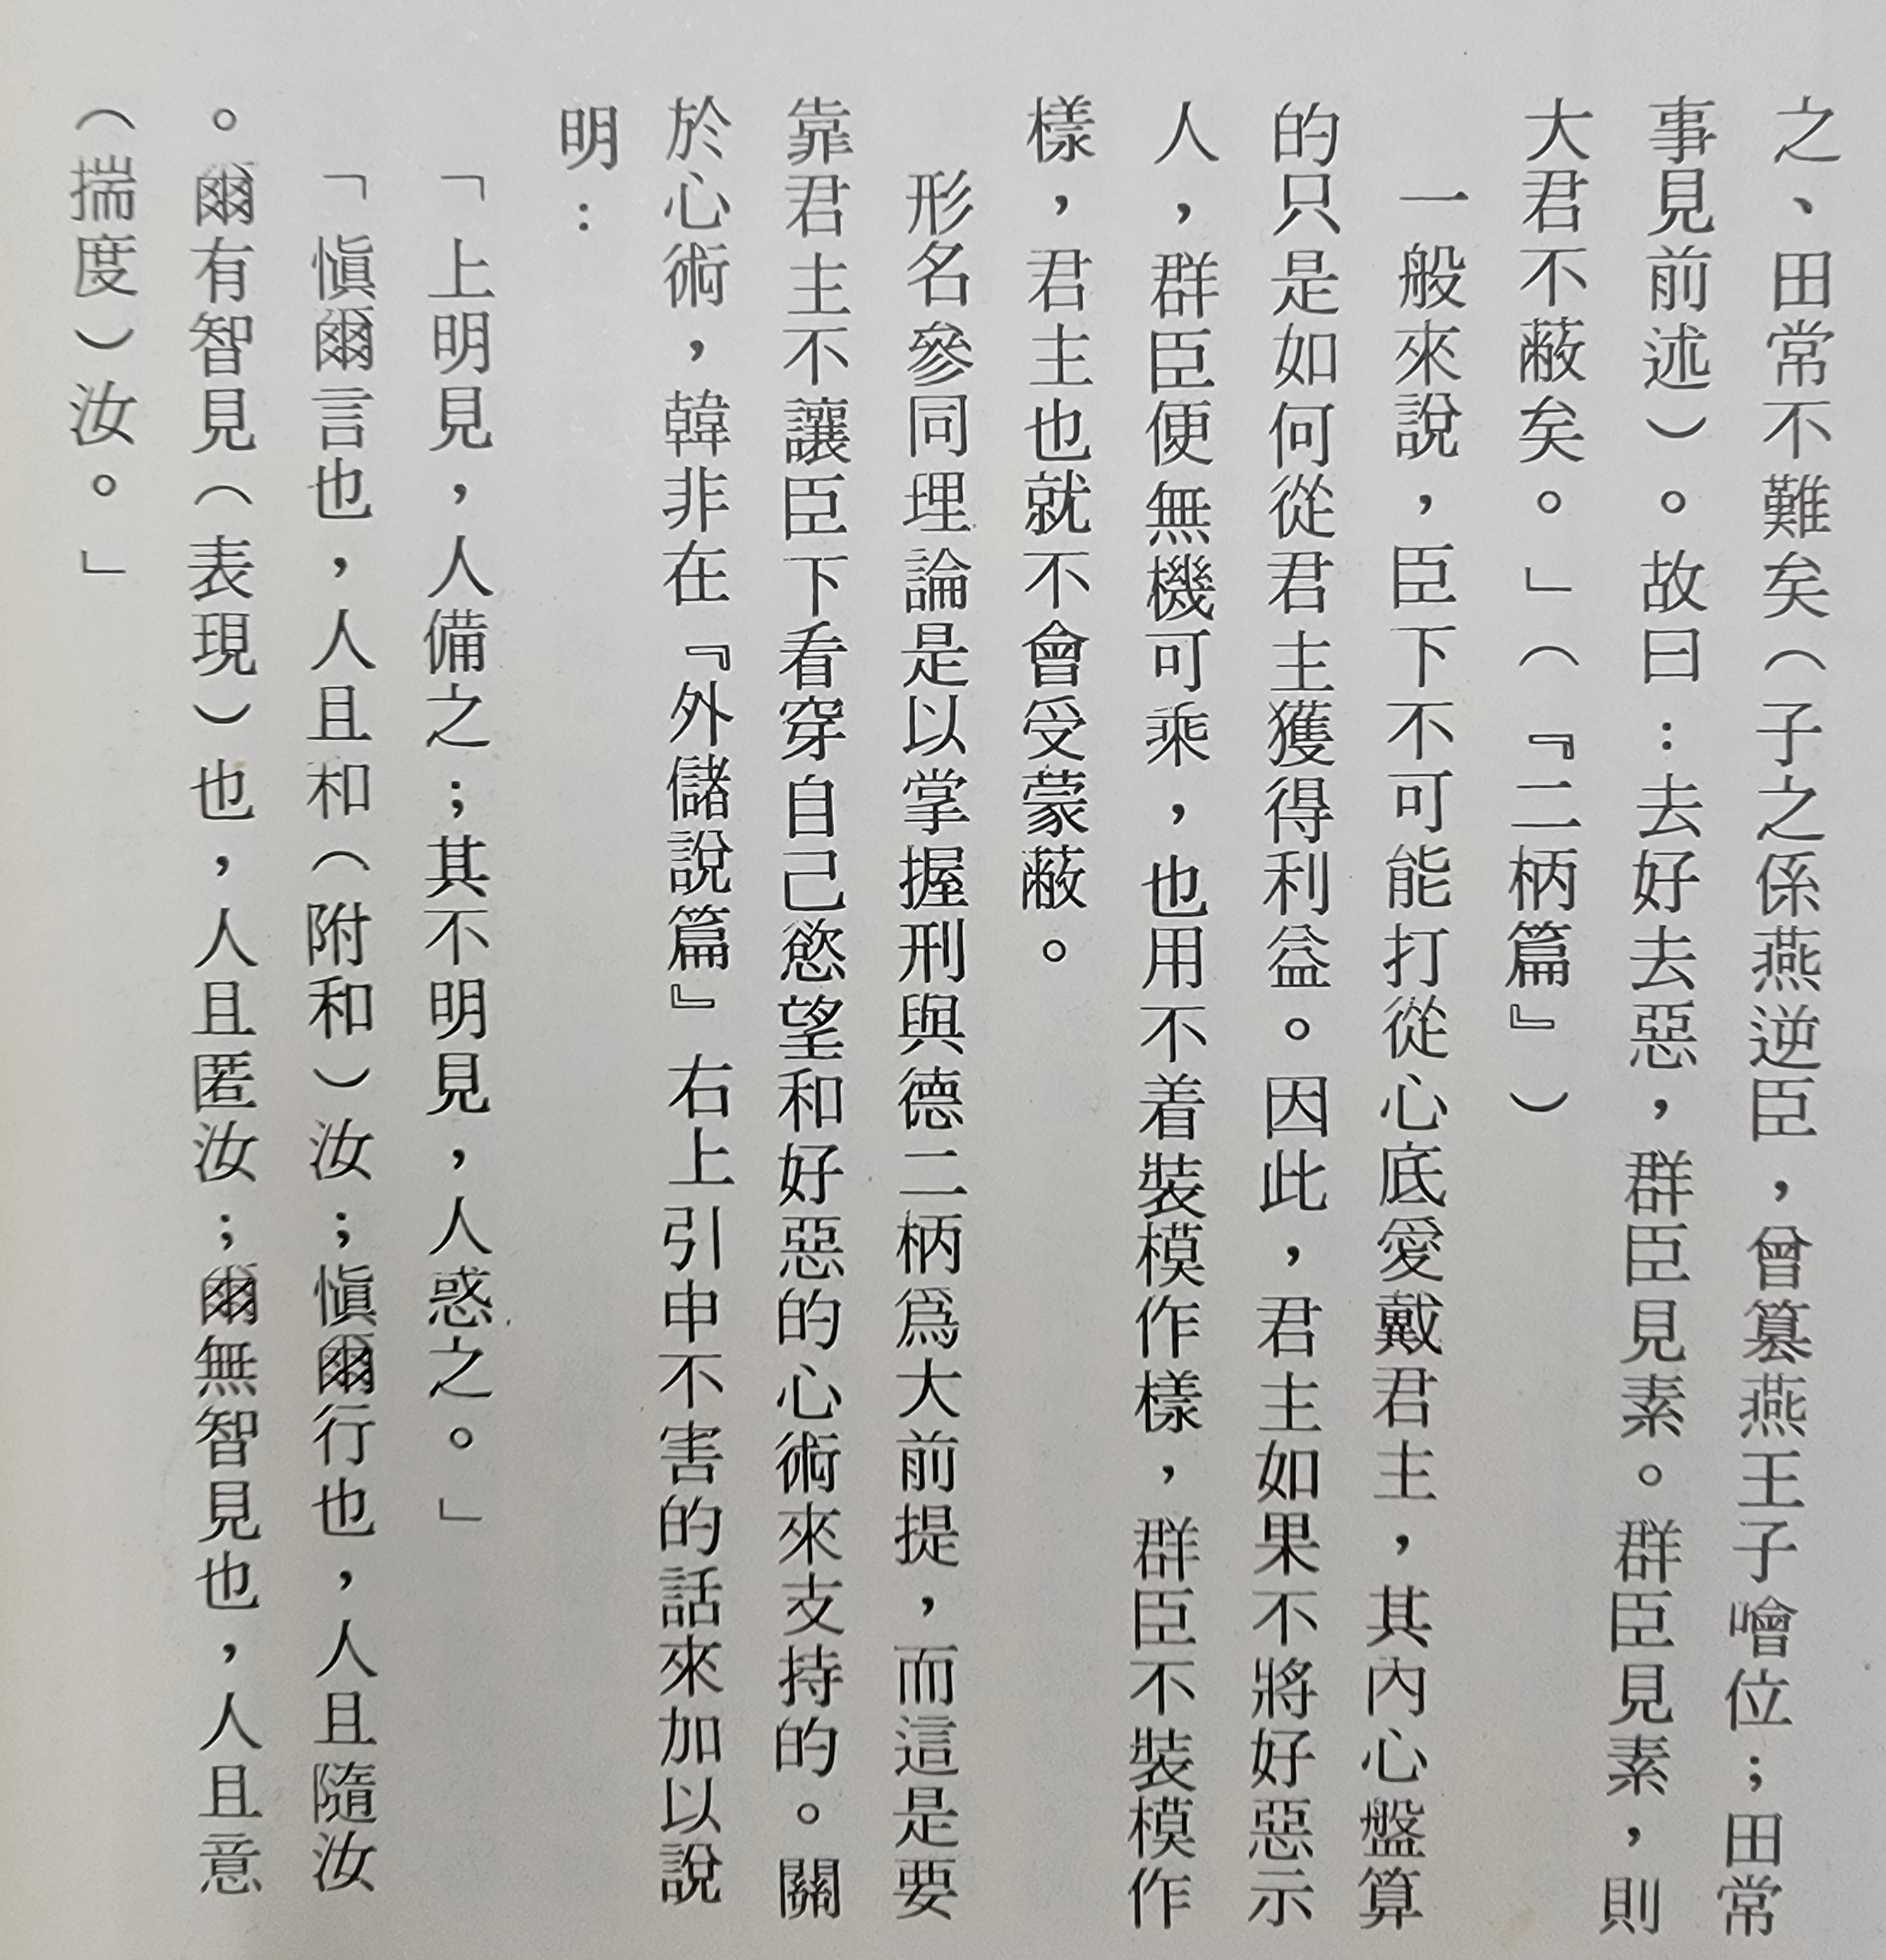 之、田常不難矣（子之係燕逆臣，曾篡燕王子噲位；田常
事見前述）。故曰：去好去惡，群臣見素。群臣見素，則
大君不蔽矣。」（『二柄篇』）
一般來說，臣下不可能打從心底愛戴君主，其內心盤算
的只是如何從君主獲得利益。因此，君主如果不將好惡示
人，群臣便無機可乘，也用不着裝模作樣，群臣不裝模作
樣，君主也就不會受蒙蔽。
形名參同理論是以掌握刑與德二柄爲大前提，而這是要
靠君主不讓臣下看穿自己慾望和好惡的心術來支持的。關
於心術，韓非在『外儲說篇』右上引申不害的話來加以說
明：
「上明見，人備之；其不明見，人惑之。」
「愼爾言也，人且和（附和）汝；愼爾行也，人且隨汝
。爾有智見（表現）也，人且匿汝；爾無智見也，人且意
（揣度）汝。」